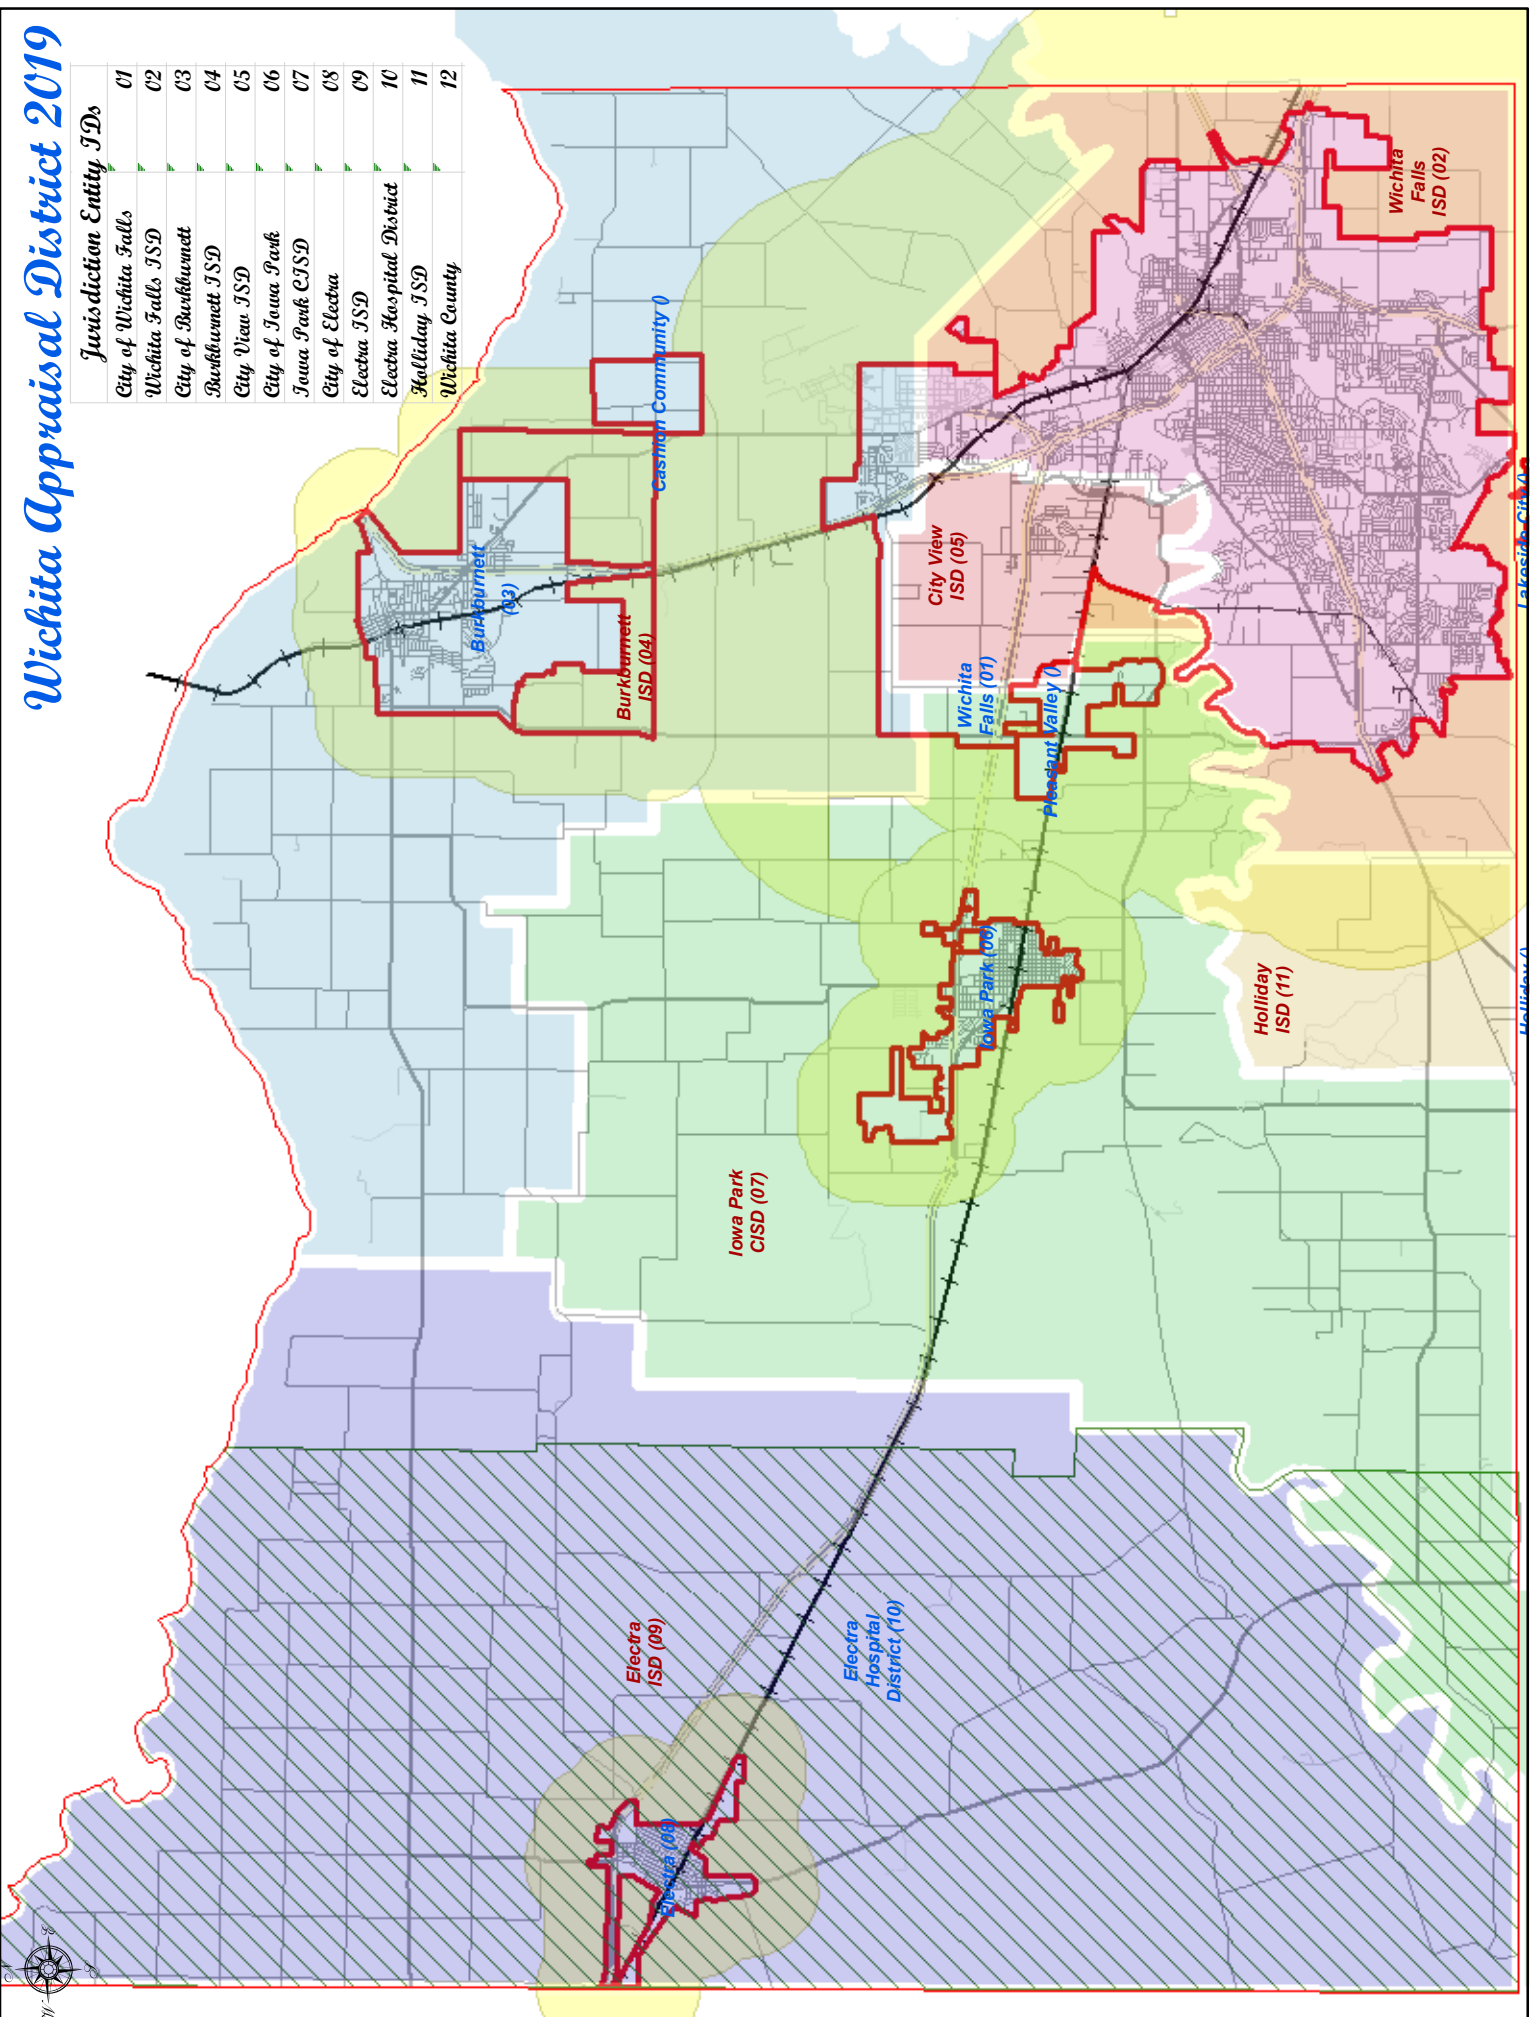 Wichita Appraisal District 2019
Jurisdiction Entity IDs
City of Wichita Falls 01
Wichita Falls ISD 02
City of Burkburnett 03
Burkburnett ISD 04
City View ISD 05
City of Iowa Park 06
Iowa Park CISD 07
City of Electra 08
Electra ISD 09
Electra Hospital District 10
Holliday ISD 11
Wichita County 12
Burkburnett
(03)
Cashion Community ()
Burkburnett
ISD (04)
Electra
ISD (09)
Electra (08)
Iowa Park
CISD (07)
Electra
Hospital
District (10)
City View
ISD (05)
Wichita
Falls (01)
Iowa Park (06)
Pleasant Valley ()
Holliday
ISD (11)
Wichita
Falls
ISD (02)
Holliday ()
Lakeside City ()